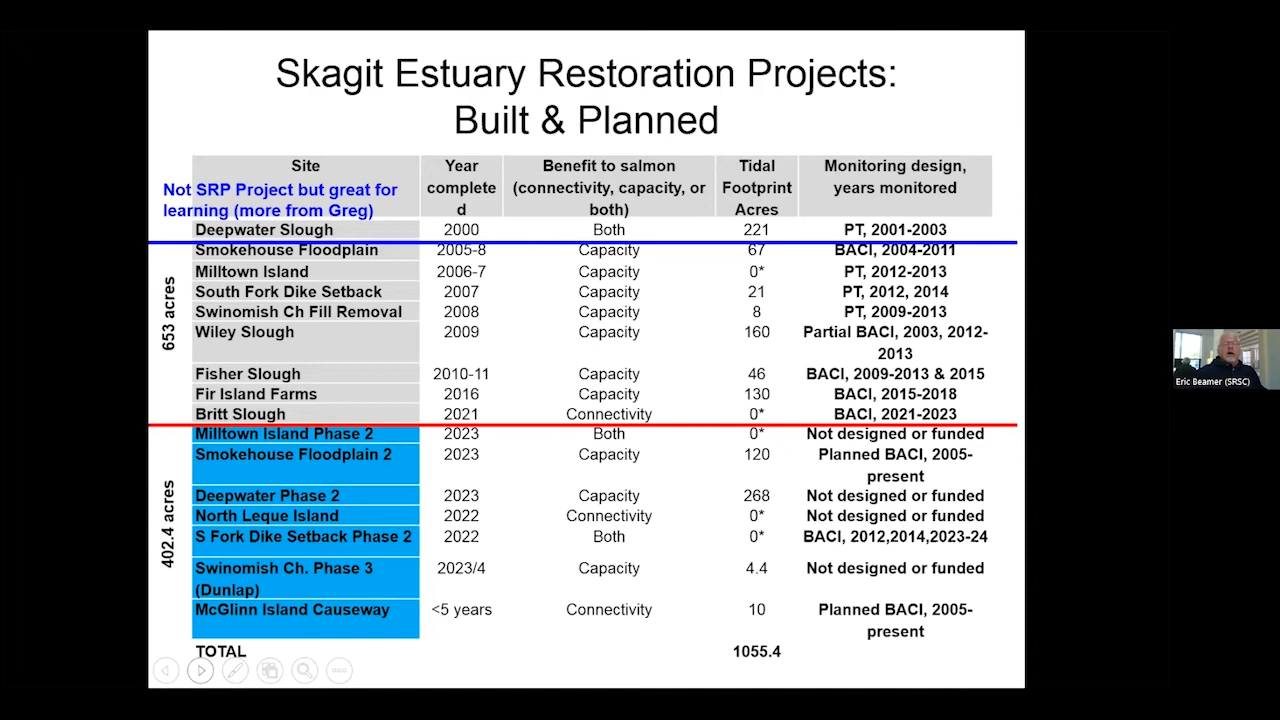 Skagit Estuary Restoration Projects:
Built & Planned
Site Year complete d Benefit to salmon (connectivity, capacity, or both) Tidal Footprint Acres Monitoring design, years monitored
Not SRP Project but great for
learning (more from Greg)
Deepwater Slough 2000 Both 221 PT, 2001-2003
653 acres
Smokehouse Floodplain 2005-8 Capacity 67 BACI, 2004-2011
Milltown Island 2006-7 Capacity 0* PT, 2012-2013
South Fork Dike Setback 2007 Capacity 21 PT, 2012, 2014
Swinomish Ch Fill Removal 2008 Capacity 8 PT, 2009-2013
Wiley Slough 2009 Capacity 160 Partial BACI, 2003, 2012-
2013
Fisher Slough 2010-11 Capacity 46 BACI, 2009-2013 & 2015
Fir Island Farms 2016 Capacity 130 BACI, 2015-2018
Britt Slough 2021 Connectivity 0* BACI, 2021-2023
402.4 acres
Milltown Island Phase 2 2023 Both 0* Not designed or funded
Smokehouse Floodplain 2 2023 Capacity 120 Planned BACI, 2005-
present
Deepwater Phase 2 2023 Capacity 268 Not designed or funded
North Leque Island 2022 Connectivity 0* Not designed or funded
S Fork Dike Setback Phase 2 2022 Both 0* BACI, 2012,2014,2023-24
Swinomish Ch. Phase 3 2023/4 Capacity 4.4 Not designed or funded
(Dunlap)
McGlinn Island Causeway <5 years Connectivity 10 Planned BACI, 2005-
present
TOTAL 1055.4
Eric Beamer (SRSC)